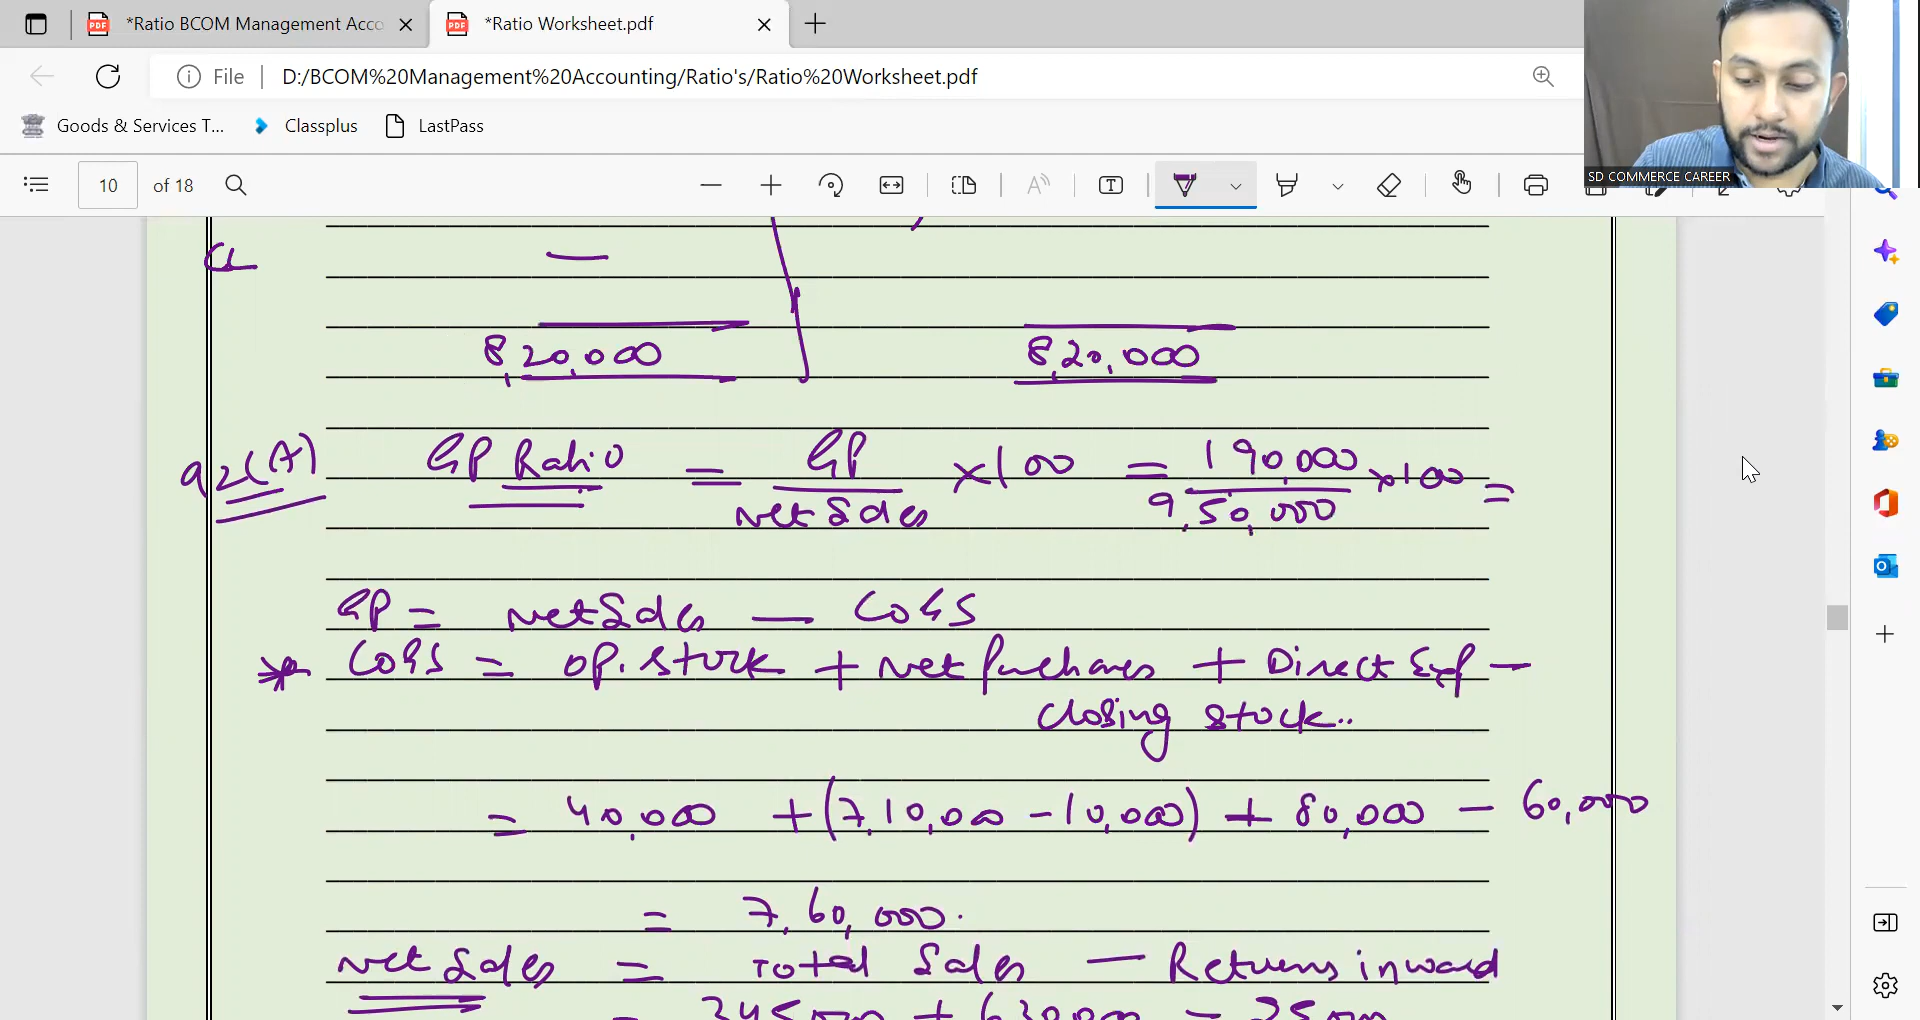 *Ratio BCOM Management Acco
*Ratio Worksheet.pdf
File
D:/BCOM%20Management%20Accounting/Ratio's/Ratio%20Worksheet.pdf
Goods & Services T...
Classplus
LastPass
10 of 18
SD COMMERCE CAREER
8,20,000 8,20,000
Q2(A) GP Ratio = GP / Net Sales × 100 = 190,000 / 9,50,000 × 100 =
GP = Net Sales — COGS
* COGS = OP. Stock + Net Purchases + Direct Exp —
Closing Stock..
= 40,000 + (7,10,000 - 10,000) + 80,000 - 60,000
= 7,60,000.
Net Sales = Total Sales — Returns inward